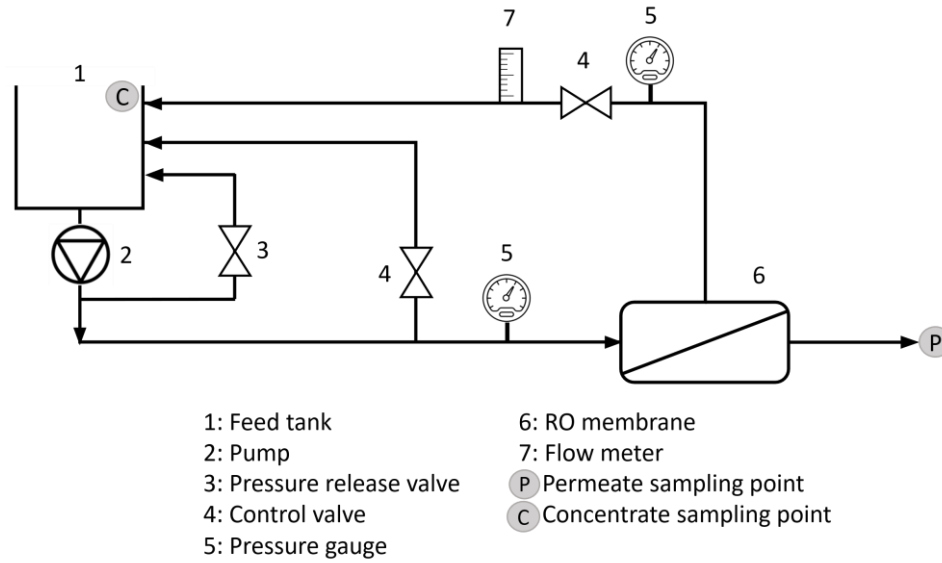 7
5
1
4
C
2
3
4
5
6
P
1: Feed tank
2: Pump
3: Pressure release valve
4: Control valve
5: Pressure gauge
6: RO membrane
7: Flow meter
P Permeate sampling point
C Concentrate sampling point